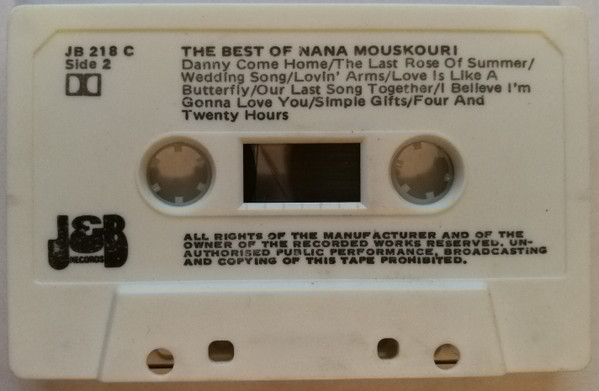 JB 218 C
Side 2
THE BEST OF NANA MOUSKOURI
Danny Come Home/The Last Rose Of Summer/
Wedding Song/Lovin' Arms/Love Is Like A
Butterfly/Our Last Song Together/I Believe I'm
Gonna Love You/Simple Gifts/Four And
Twenty Hours
J&B
RECORDS
ALL RIGHTS OF THE MANUFACTURER AND OF THE
OWNER OF THE RECORDED WORKS RESERVED. UN-
AUTHORISED PUBLIC PERFORMANCE, BROADCASTING
AND COPYING OF THIS TAPE PROHIBITED.